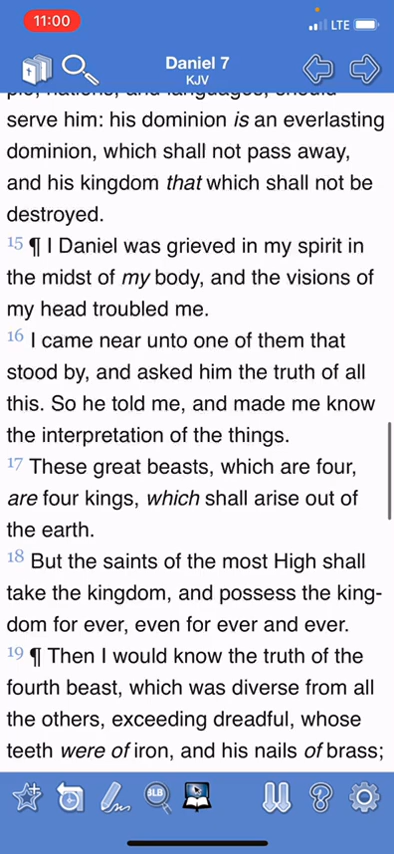 11:00
LTE
Daniel 7
KJV
ple, nations, and languages, should
serve him: his dominion is an everlasting
dominion, which shall not pass away,
and his kingdom that which shall not be
destroyed.
15 ¶ I Daniel was grieved in my spirit in
the midst of my body, and the visions of
my head troubled me.
16 I came near unto one of them that
stood by, and asked him the truth of all
this. So he told me, and made me know
the interpretation of the things.
17 These great beasts, which are four,
are four kings, which shall arise out of
the earth.
18 But the saints of the most High shall
take the kingdom, and possess the king-
dom for ever, even for ever and ever.
19 ¶ Then I would know the truth of the
fourth beast, which was diverse from all
the others, exceeding dreadful, whose
teeth were of iron, and his nails of brass;
BLB